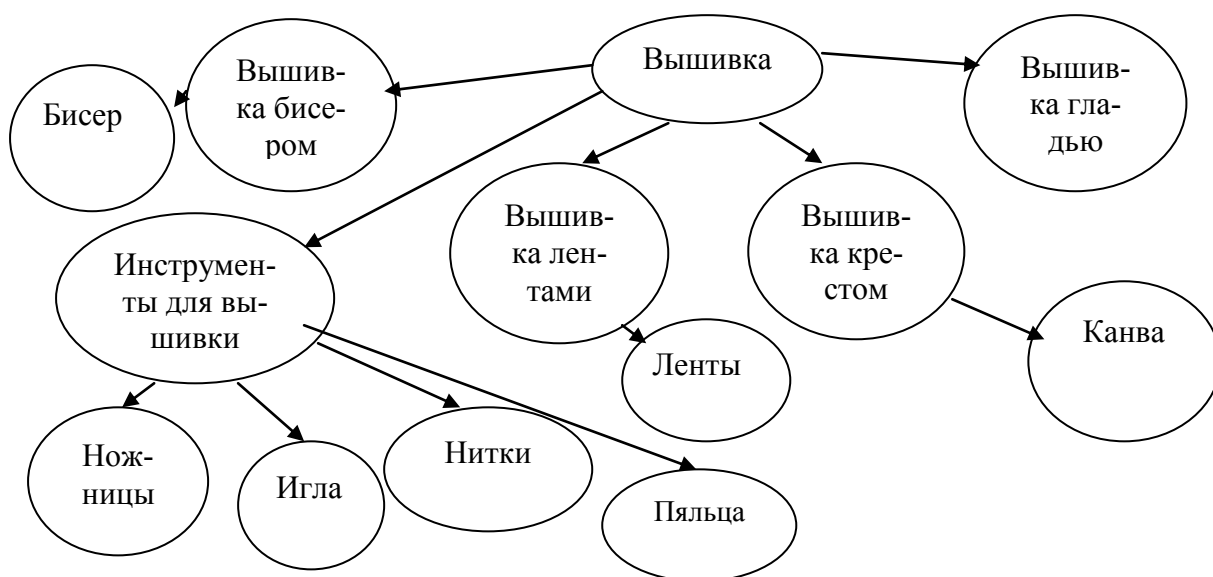 Вышивка
Вышив-
ка бисе-
ром
Вышив-
ка гла-
дью
Бисер
Вышив-
ка лен-
тами
Вышив-
ка кре-
стом
Инструмен-
ты для вы-
шивки
Ленты
Канва
Нож-
ницы
Игла
Нитки
Пяльца